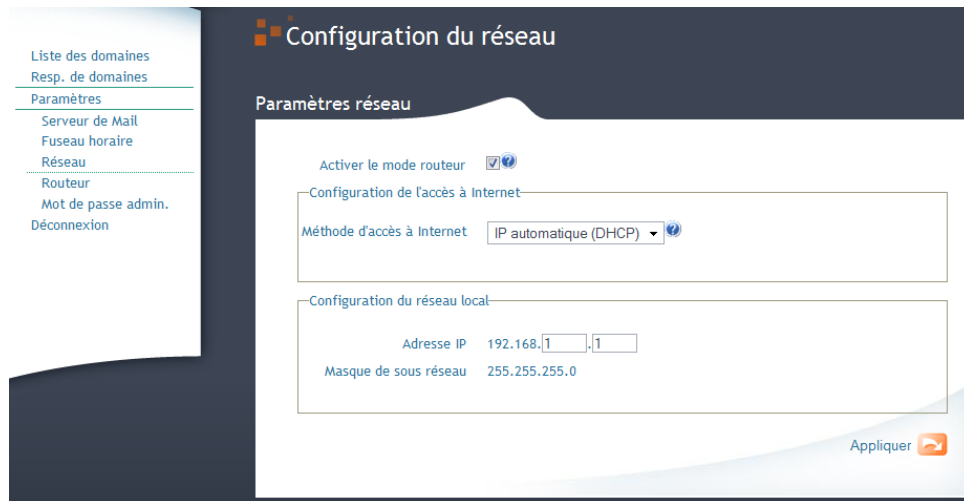 Liste des domaines
Resp. de domaines
Paramètres
Serveur de Mail
Fuseau horaire
Réseau
Routeur
Mot de passe admin.
Déconnexion
Configuration du réseau
Paramètres réseau
Activer le mode routeur ?
Configuration de l'accès à Internet
Méthode d'accès à Internet IP automatique (DHCP) ?
Configuration du réseau local
Adresse IP 192.168.1.1
Masque de sous réseau 255.255.255.0
Appliquer